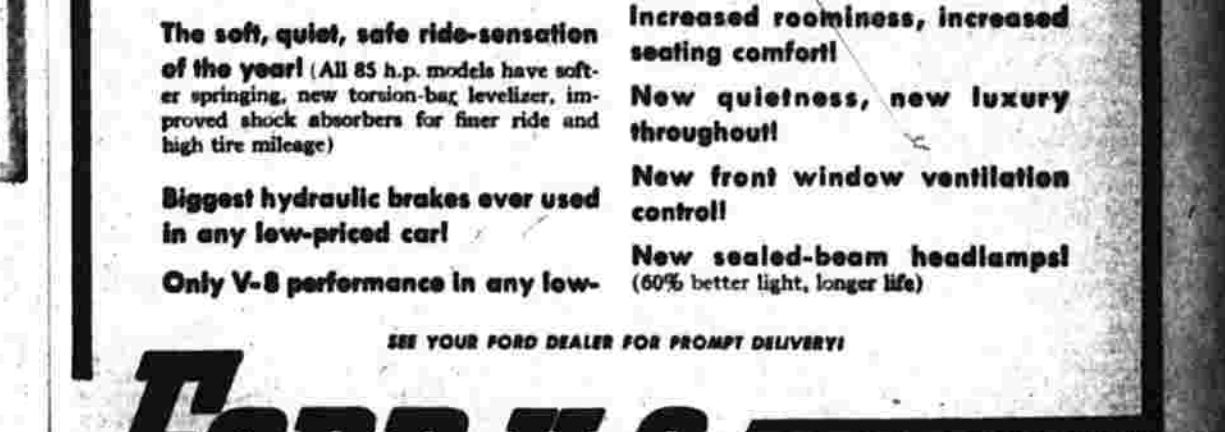 The soft, quiet, safe ride-sensation
of the year! (All 85 h.p. models have soft-
er springing, new torsion-bar levelizer, im-
proved shock absorbers for finer ride and
high tire mileage)
Biggest hydraulic brakes ever used
in any low-priced car!
Only V-8 performance in any low-
Increased roominess, increased
seating comfort!
New quietness, new luxury
throughout!
New front window ventilation
control!
New sealed-beam headlamps!
(60% better light, longer life)
SEE YOUR FORD DEALER FOR PROMPT DELIVERY!